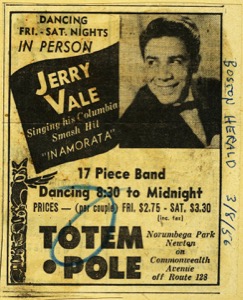 DANCING
FRI. - SAT. NIGHTS
IN PERSON
JERRY
VALE
Singing his Columbia
Smash Hit
"INAMORATA"
17 Piece Band
Dancing 8:30 to Midnight
PRICES — (per couple) FRI. $2.75 - SAT, $3.30
[inc. tax]
TOTEM
• POLE
Norumbega Park
Newton
on
Commonwealth
Avenue
off Route 128
BOSTON HERALD 3/8/56